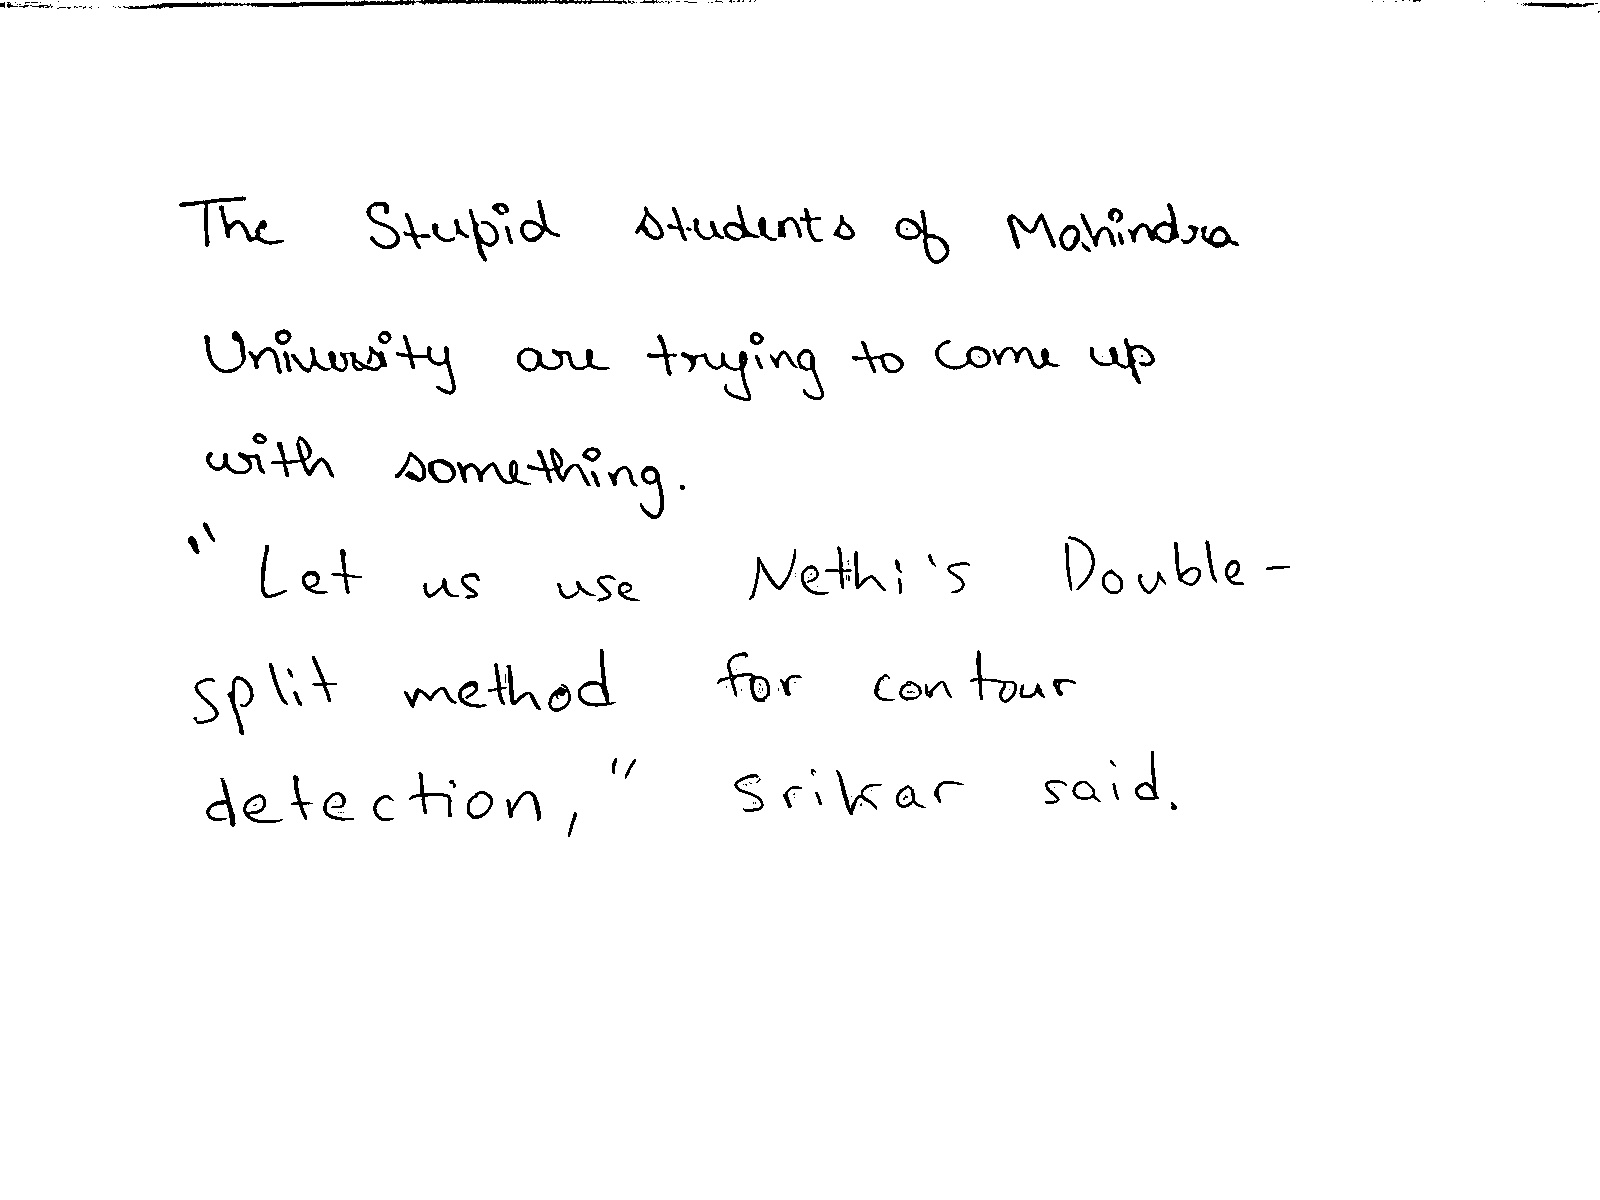 The Stupid students of Mahindra
University are trying to come up
with something.
"Let us use Nethi's Double-
split method for contour
detection," Srikar said.